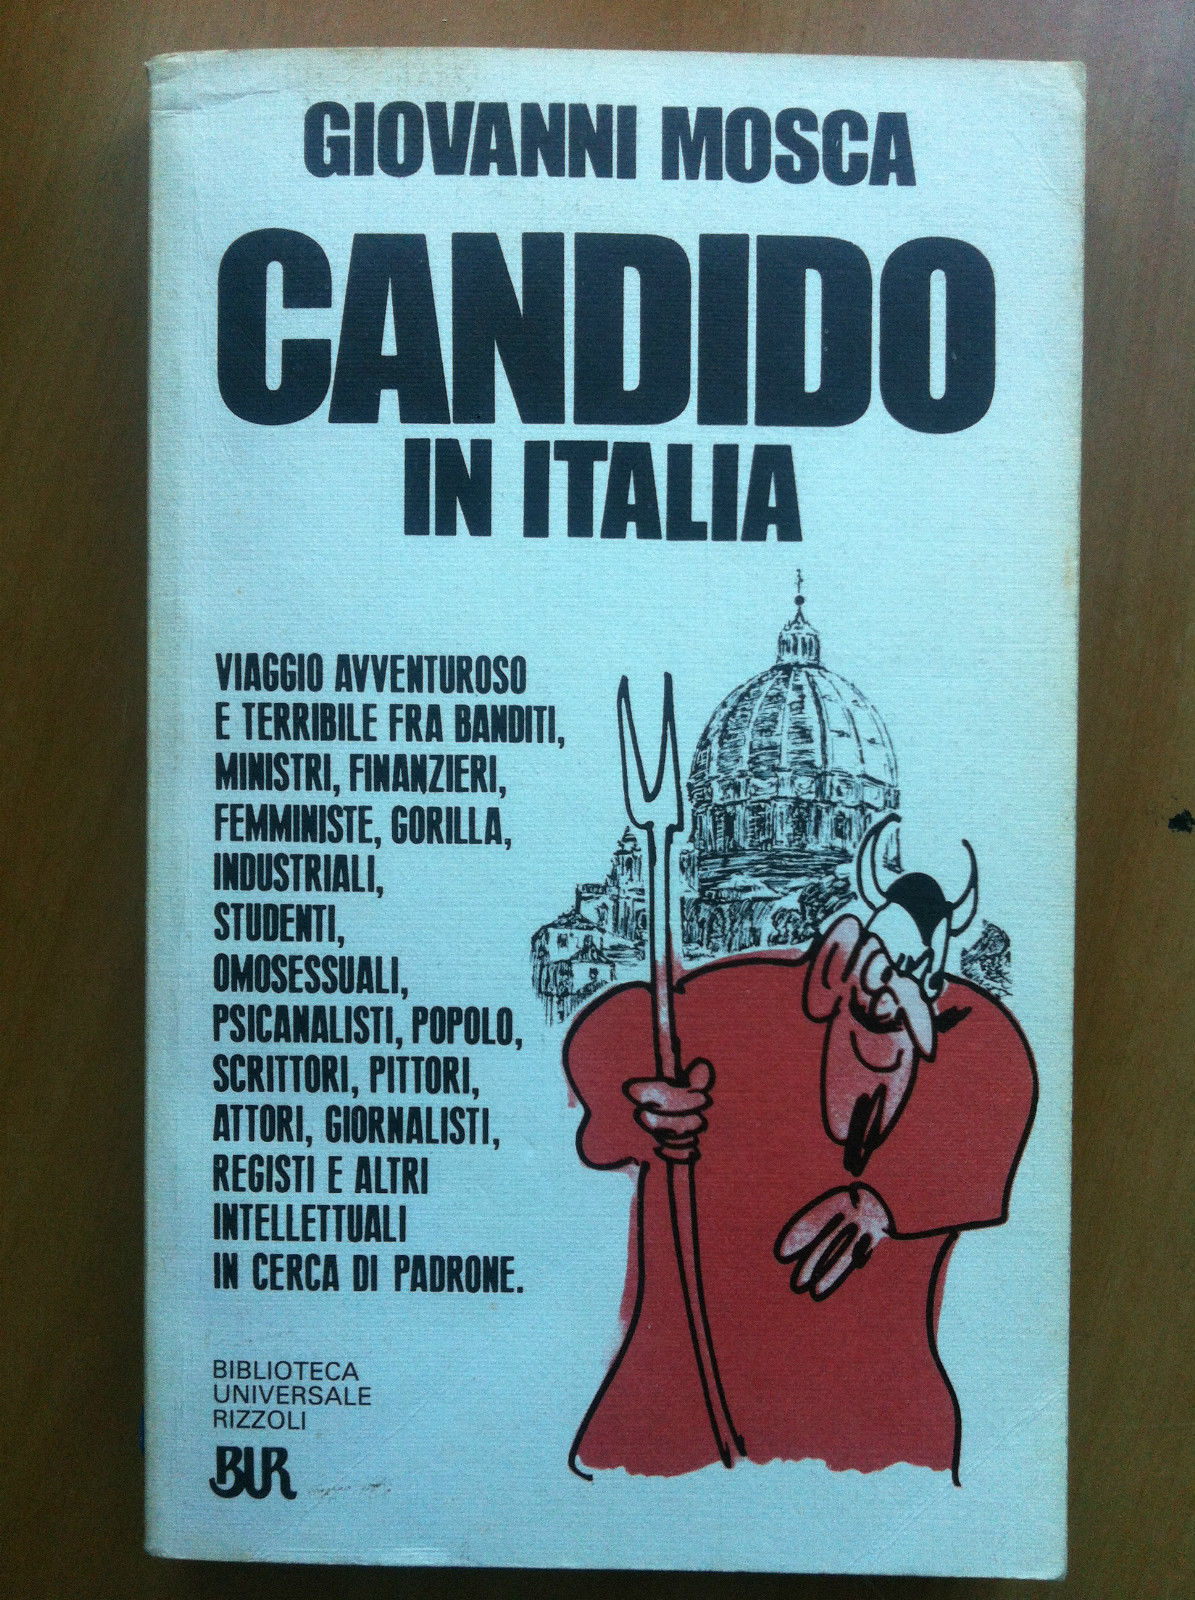 GIOVANNI MOSCA
CANDIDO
IN ITALIA
VIAGGIO AVVENTUROSO
E TERRIBILE FRA BANDITI,
MINISTRI, FINANZIERI,
FEMMINISTE, GORILLA,
INDUSTRIALI,
STUDENTI,
OMOSESSUALI,
PSICANALISTI, POPOLO,
SCRITTORI, PITTORI,
ATTORI, GIORNALISTI,
REGISTI E ALTRI
INTELLETTUALI
IN CERCA DI PADRONE.
BIBLIOTECA
UNIVERSALE
RIZZOLI
BUR